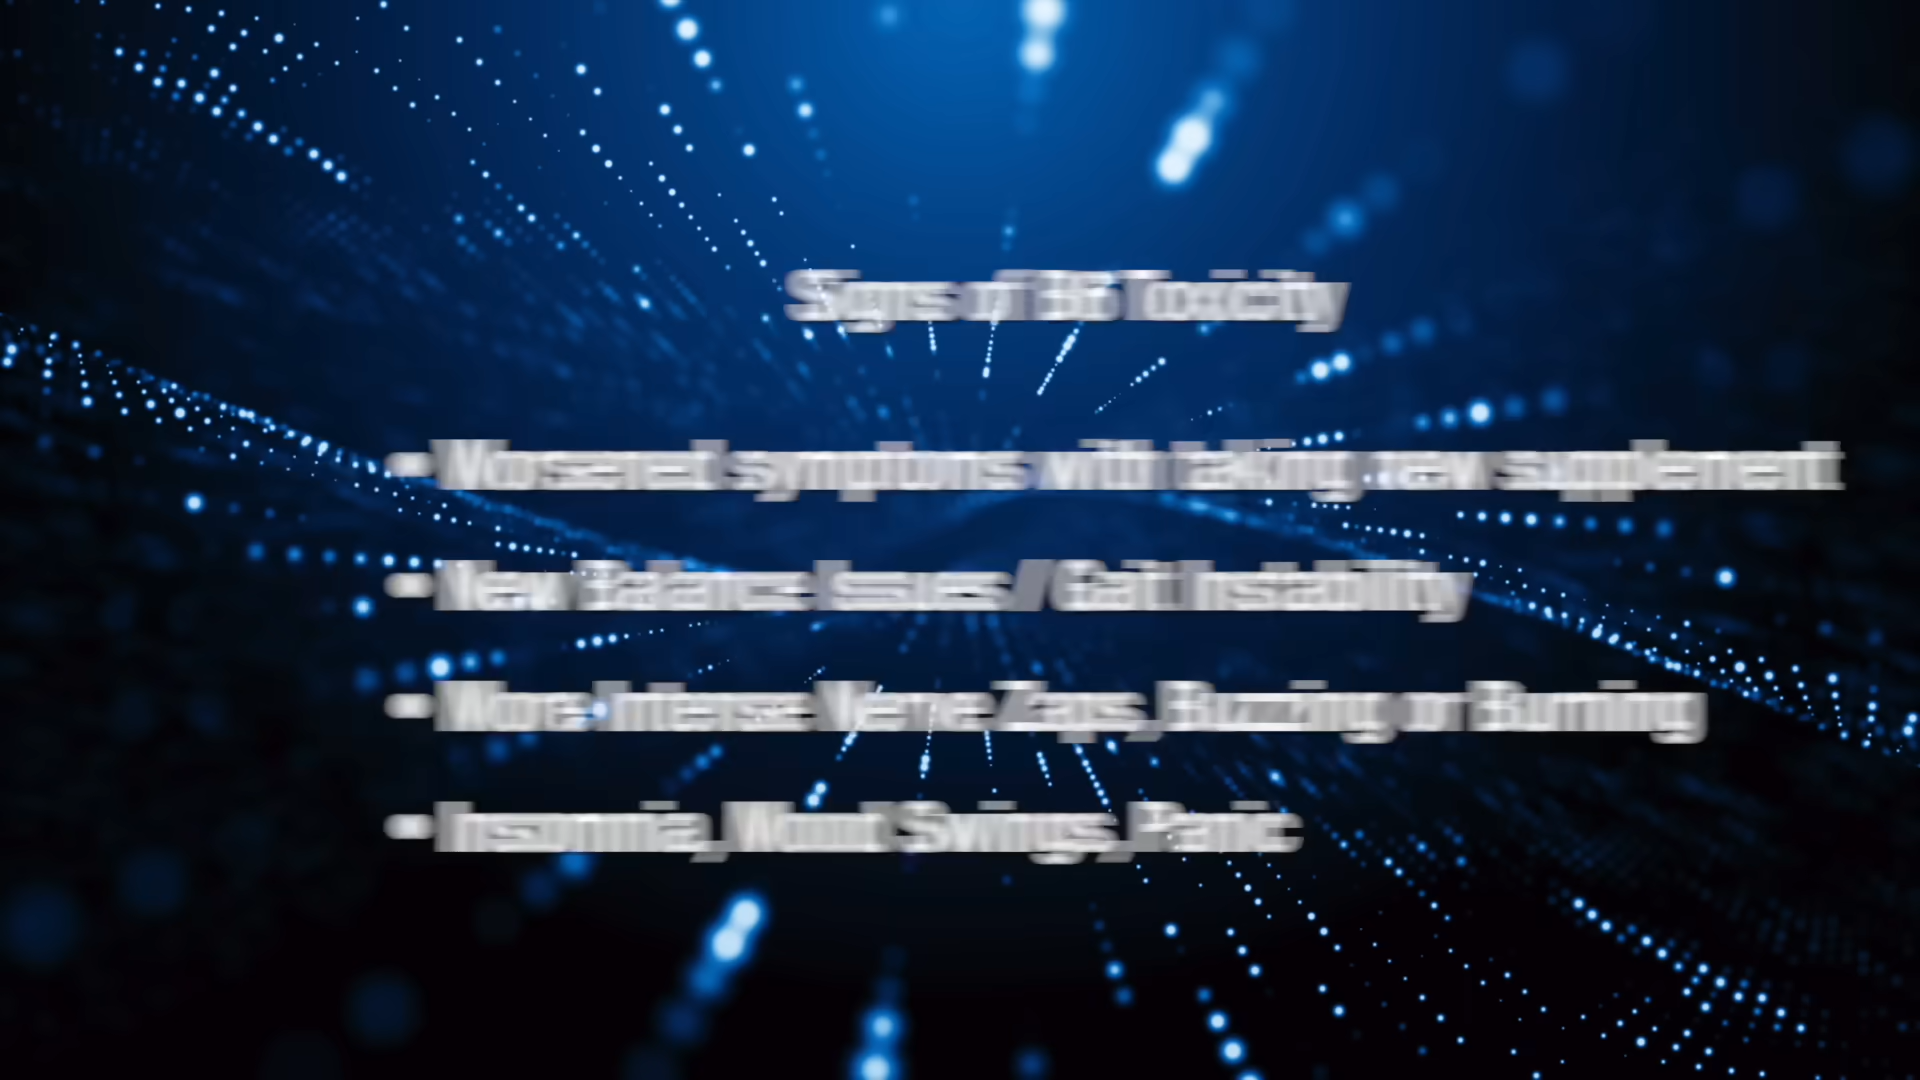 Signs of B6 Toxicity
• Worsened symptoms with taking new supplement
• New Balance Issues / Gait Instability
• More Intense Nerve Zaps, Buzzing or Burning
• Insomnia, Mood Swings, Panic